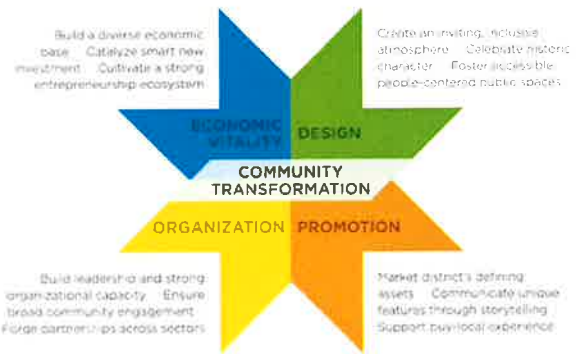 Build a diverse economic
base Catalyze smart new
investment Cultivate a strong
entrepreneurship ecosystem
Create an inviting, inclusive
atmosphere Celebrate historic
character Foster accessible
people-centered public spaces
ECONOMIC
VITALITY
DESIGN
COMMUNITY
TRANSFORMATION
ORGANIZATION
PROMOTION
Build leadership and strong
organizational capacity Ensure
broad community engagement
Forge partnerships across sectors
Market district's defining
assets Communicate unique
features through storytelling
Support buy-local experience